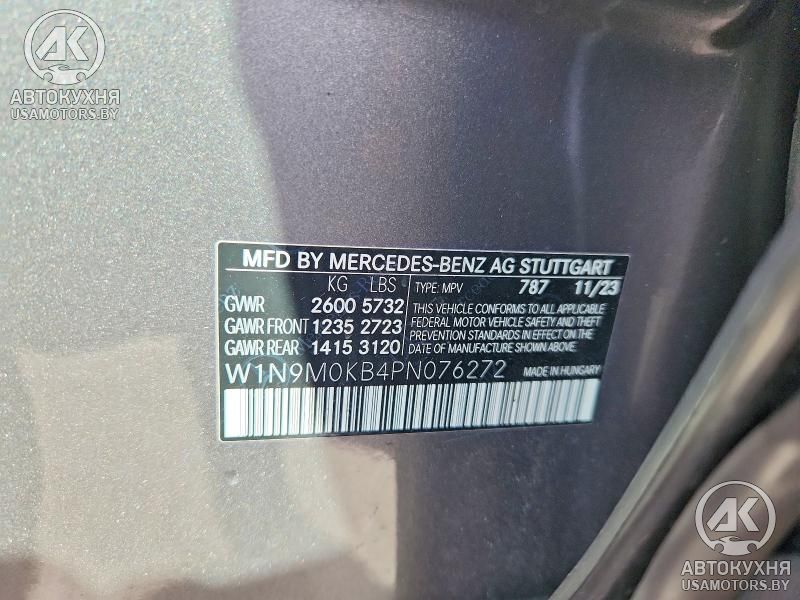 AK
АВТОКУХНЯ
USAMOTORS.BY
MFD BY MERCEDES-BENZ AG STUTTGART
KG LBS TYPE: MPV 787 11/23
GVWR 2600 5732 THIS VEHICLE CONFORMS TO ALL APPLICABLE
GAWR FRONT 1235 2723 FEDERAL MOTOR VEHICLE SAFETY AND THEFT
GAWR REAR 1415 3120 PREVENTION STANDARDS IN EFFECT ON THE
DATE OF MANUFACTURE SHOWN ABOVE.
W1N9M0KB4PN076272 MADE IN HUNGARY
AK
АВТОКУХНЯ
USAMOTORS.BY